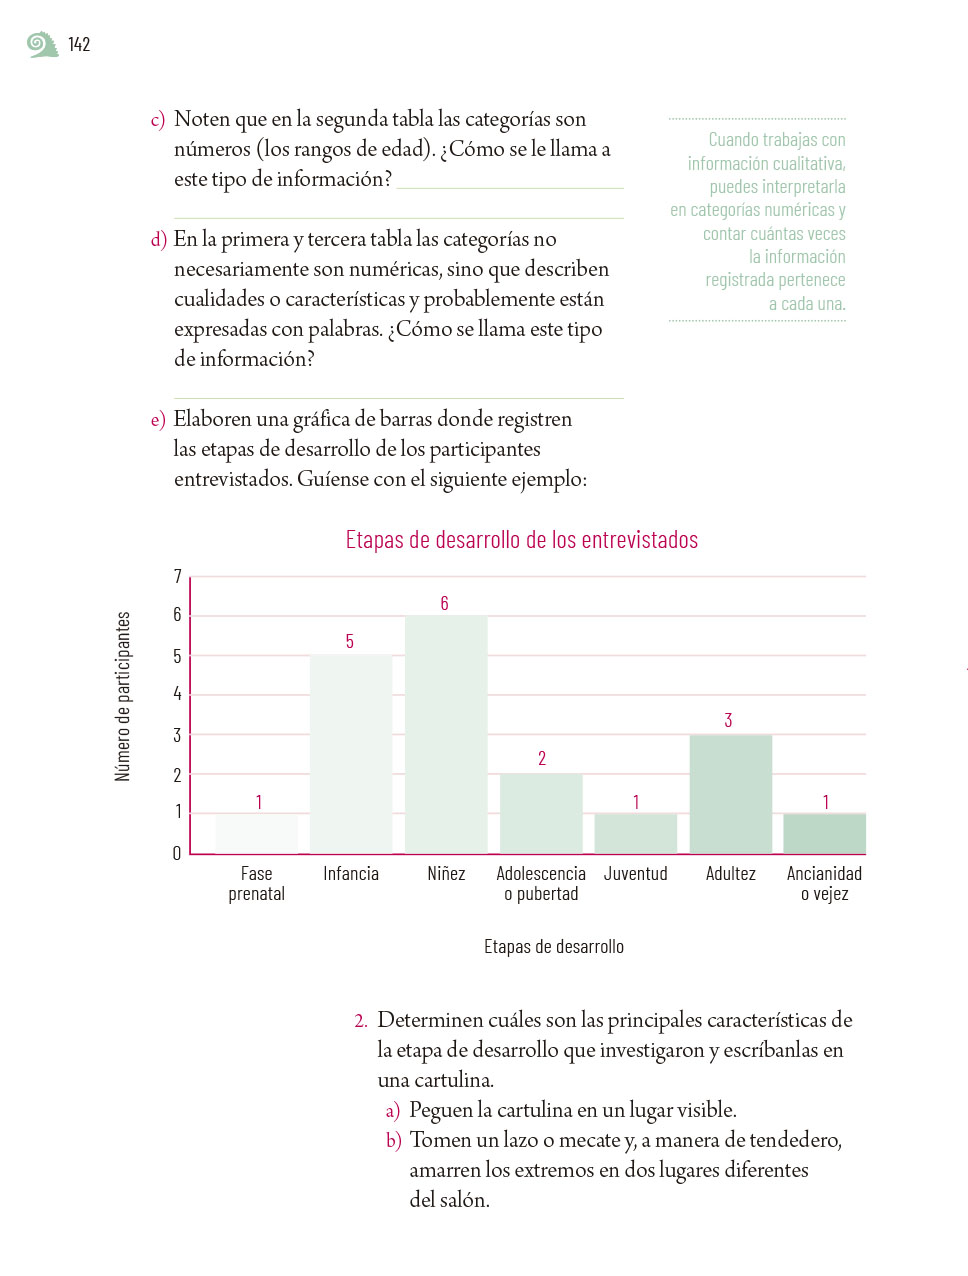 142
c) Noten que en la segunda tabla las categorías son
números (los rangos de edad). ¿Cómo se le llama a
este tipo de información?
d) En la primera y tercera tabla las categorías no
necesariamente son numéricas, sino que describen
cualidades o características y probablemente están
expresadas con palabras. ¿Cómo se llama este tipo
de información?
e) Elaboren una gráfica de barras donde registren
las etapas de desarrollo de los participantes
entrevistados. Guíense con el siguiente ejemplo:
Cuando trabajas con
información cualitativa,
puedes interpretarla
en categorías numéricas y
contar cuántas veces
la información
registrada pertenece
a cada una.
Etapas de desarrollo de los entrevistados
Número de participantes
7
6
5
4
3
2
1
0
1
5
6
2
1
3
1
Fase
prenatal
Infancia
Niñez
Adolescencia
o pubertad
Juventud
Adultez
Ancianidad
o vejez
Etapas de desarrollo
2. Determinen cuáles son las principales características de
la etapa de desarrollo que investigaron y escríbanlas en
una cartulina.
a) Peguen la cartulina en un lugar visible.
b) Tomen un lazo o mecate y, a manera de tendedero,
amarren los extremos en dos lugares diferentes
del salón.